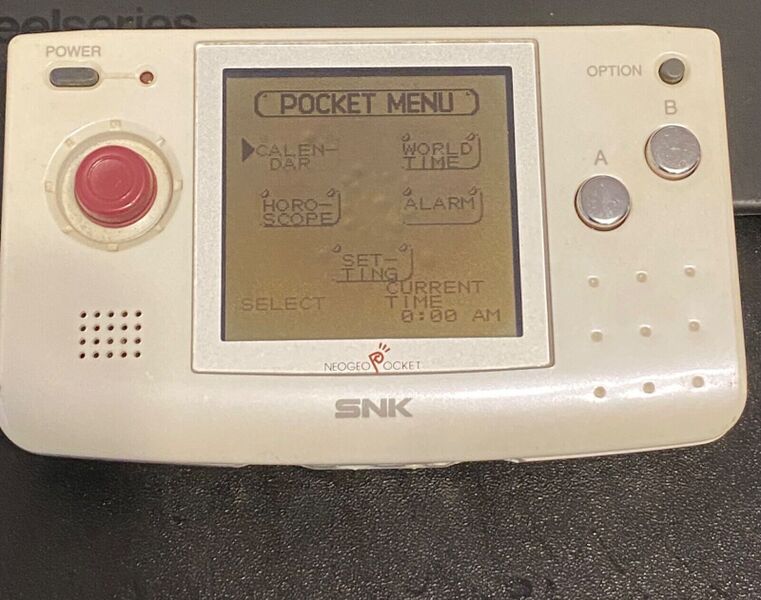 eelseries
POWER
OPTION
B
A
POCKET MENU
CALEN-
DAR
WORLD
TIME
HORO-
SCOPE
ALARM
SET-
TING
SELECT
CURRENT
TIME
0:00 AM
NEOGEO POCKET
SNK